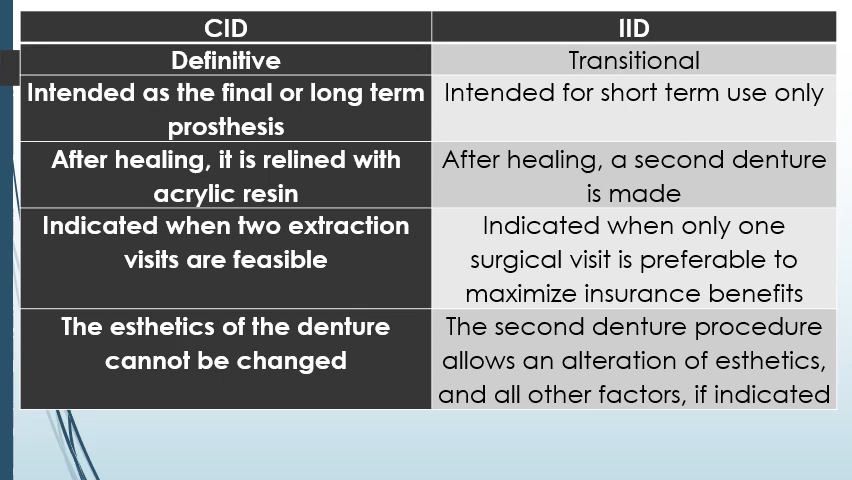 CID
IID
Definitive
Transitional
Intended as the final or long term
prosthesis
Intended for short term use only
After healing, it is relined with
acrylic resin
After healing, a second denture
is made
Indicated when two extraction
visits are feasible
Indicated when only one
surgical visit is preferable to
maximize insurance benefits
The esthetics of the denture
cannot be changed
The second denture procedure
allows an alteration of esthetics,
and all other factors, if indicated